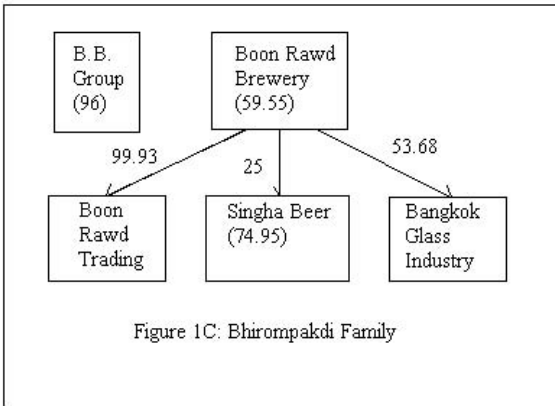 B.B.
Group
(96)
Boon Rawd
Brewery
(59.55)
99.93
25
53.68
Boon
Rawd
Trading
Singha Beer
(74.95)
Bangkok
Glass
Industry
Figure 1C: Bhirompakdi Family